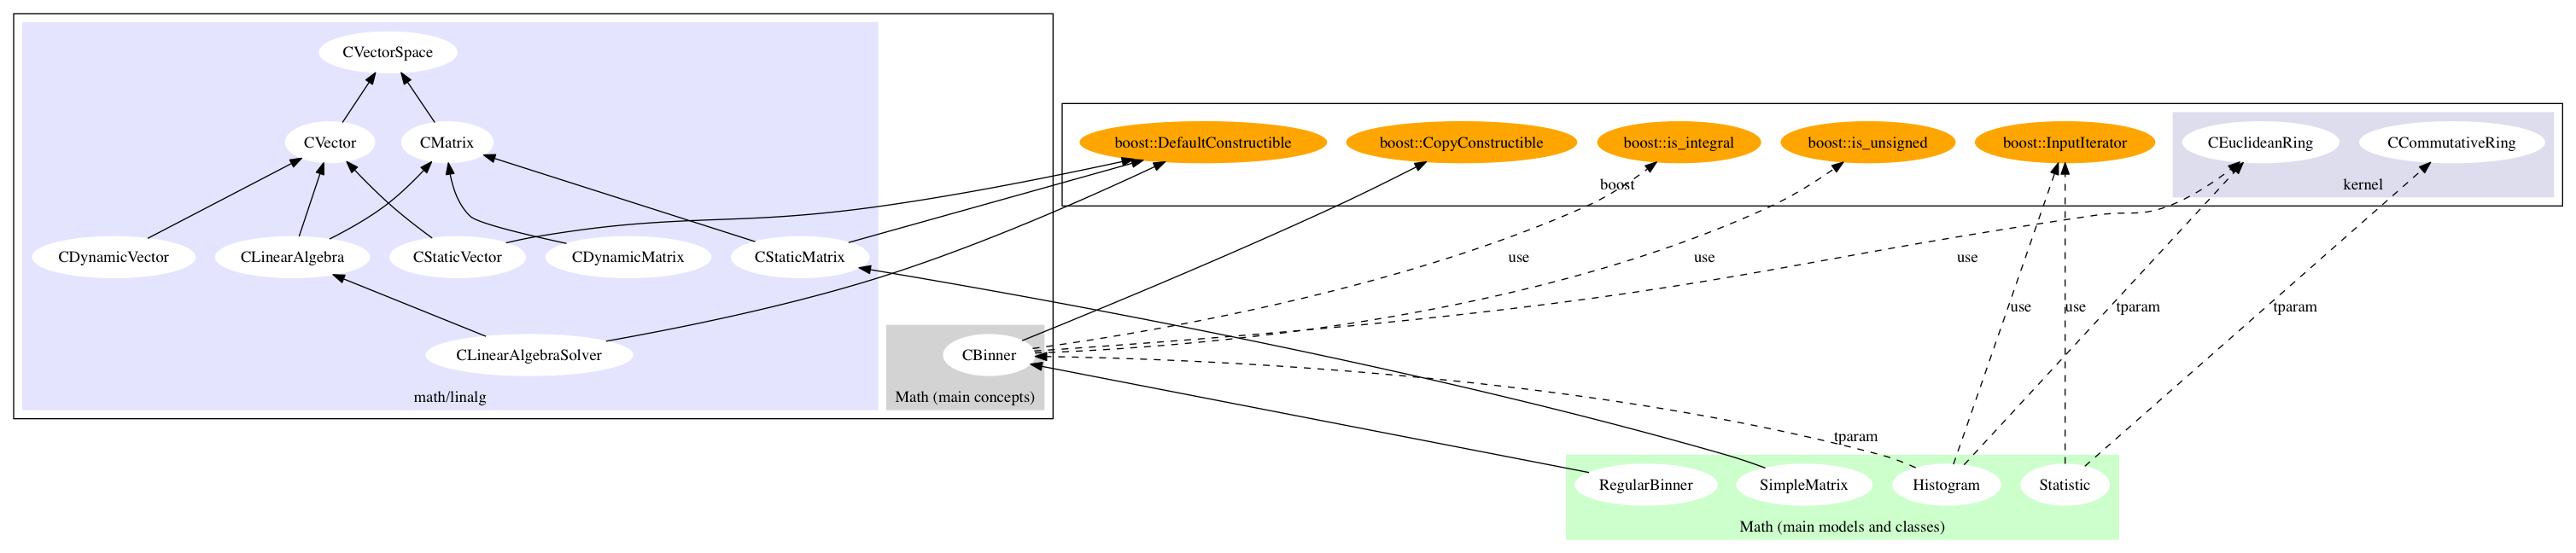 CVectorSpace
CVector
CMatrix
boost::DefaultConstructible
boost::CopyConstructible
boost::is_integral
boost::is_unsigned
boost::InputIterator
CEuclideanRing
CCommutativeRing
boost
kernel
CDynamicVector
CLinearAlgebra
CStaticVector
CDynamicMatrix
CStaticMatrix
use
use
use
use
use
tparam
tparam
CLinearAlgebraSolver
CBinner
math/linalg
Math (main concepts)
tparam
RegularBinner
SimpleMatrix
Histogram
Statistic
Math (main models and classes)